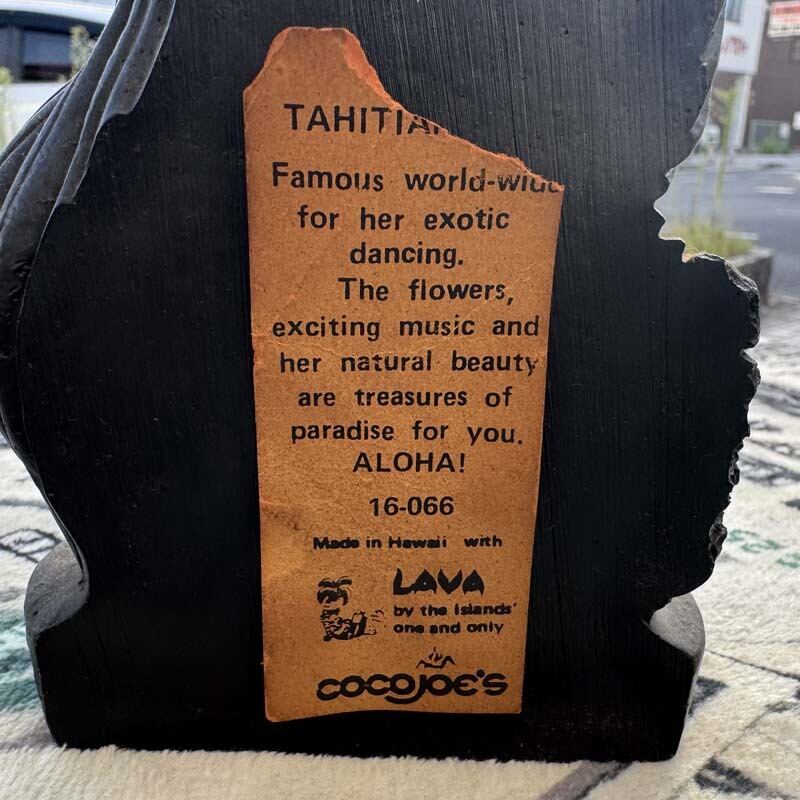 TAHITIA
Famous world-wide
for her exotic
dancing.
The flowers,
exciting music and
her natural beauty
are treasures of
paradise for you.
ALOHA!
16-066
Made in Hawaii with
LAVA
by the islands'
one and only
COCOJOE'S